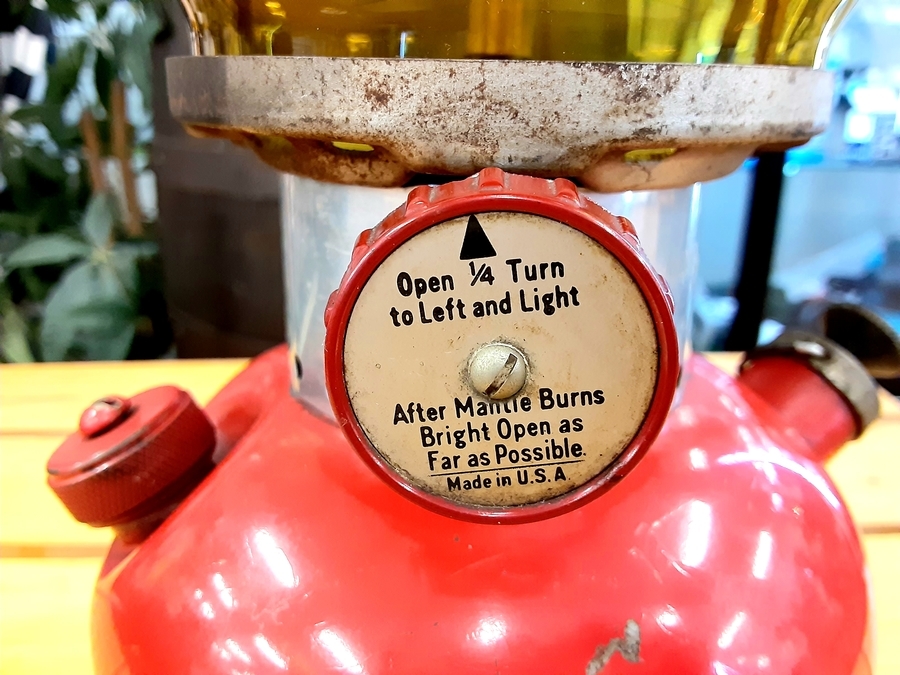 Open ¼ Turn
to Left and Light
After Mantle Burns
Bright Open as
Far as Possible.
Made in U.S.A.